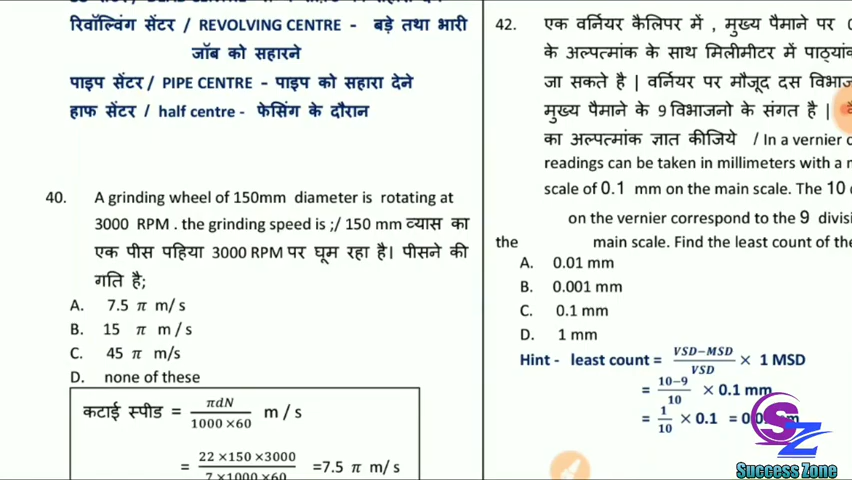 रिवॉल्विंग सेंटर / REVOLVING CENTRE - बड़े तथा भारी
जॉब को सहारने
पाइप सेंटर / PIPE CENTRE – पाइप को सहारा देने
हाफ सेंटर / half centre - फेसिंग के दौरान
40. A grinding wheel of 150mm diameter is rotating at
3000 RPM . the grinding speed is ;/ 150 mm व्यास का
एक पीस पहिया 3000 RPM पर घूम रहा है। पीसने की
गति है;
A. 7.5 π m/ s
B. 15 π m / s
C. 45 π m/s
D. none of these
कटाई स्पीड = πdN / 1000 ×60 m / s
= 22 ×150 ×3000 / 7 ×1000 ×60 =7.5 π m/ s
42. एक वर्नियर कैलिपर में , मुख्य पैमाने पर
के अल्पत्मांक के साथ मिलीमीटर में
जा सकते है | वर्नियर पर मौजूद दस
मुख्य पैमाने के 9 विभाजनो के संगत है |
का अल्पत्मांक ज्ञात कीजिये / In a vernier
readings can be taken in millimeters with a
scale of 0.1 mm on the main scale. The 10
on the vernier correspond to the 9
the main scale. Find the least count of the
A. 0.01 mm
B. 0.001 mm
C. 0.1 mm
D. 1 mm
Hint - least count = VSD−MSD / VSD × 1 MSD
= 10−9 / 10 × 0.1 mm
= 1 / 10 × 0.1 =
SZ
Success Zone